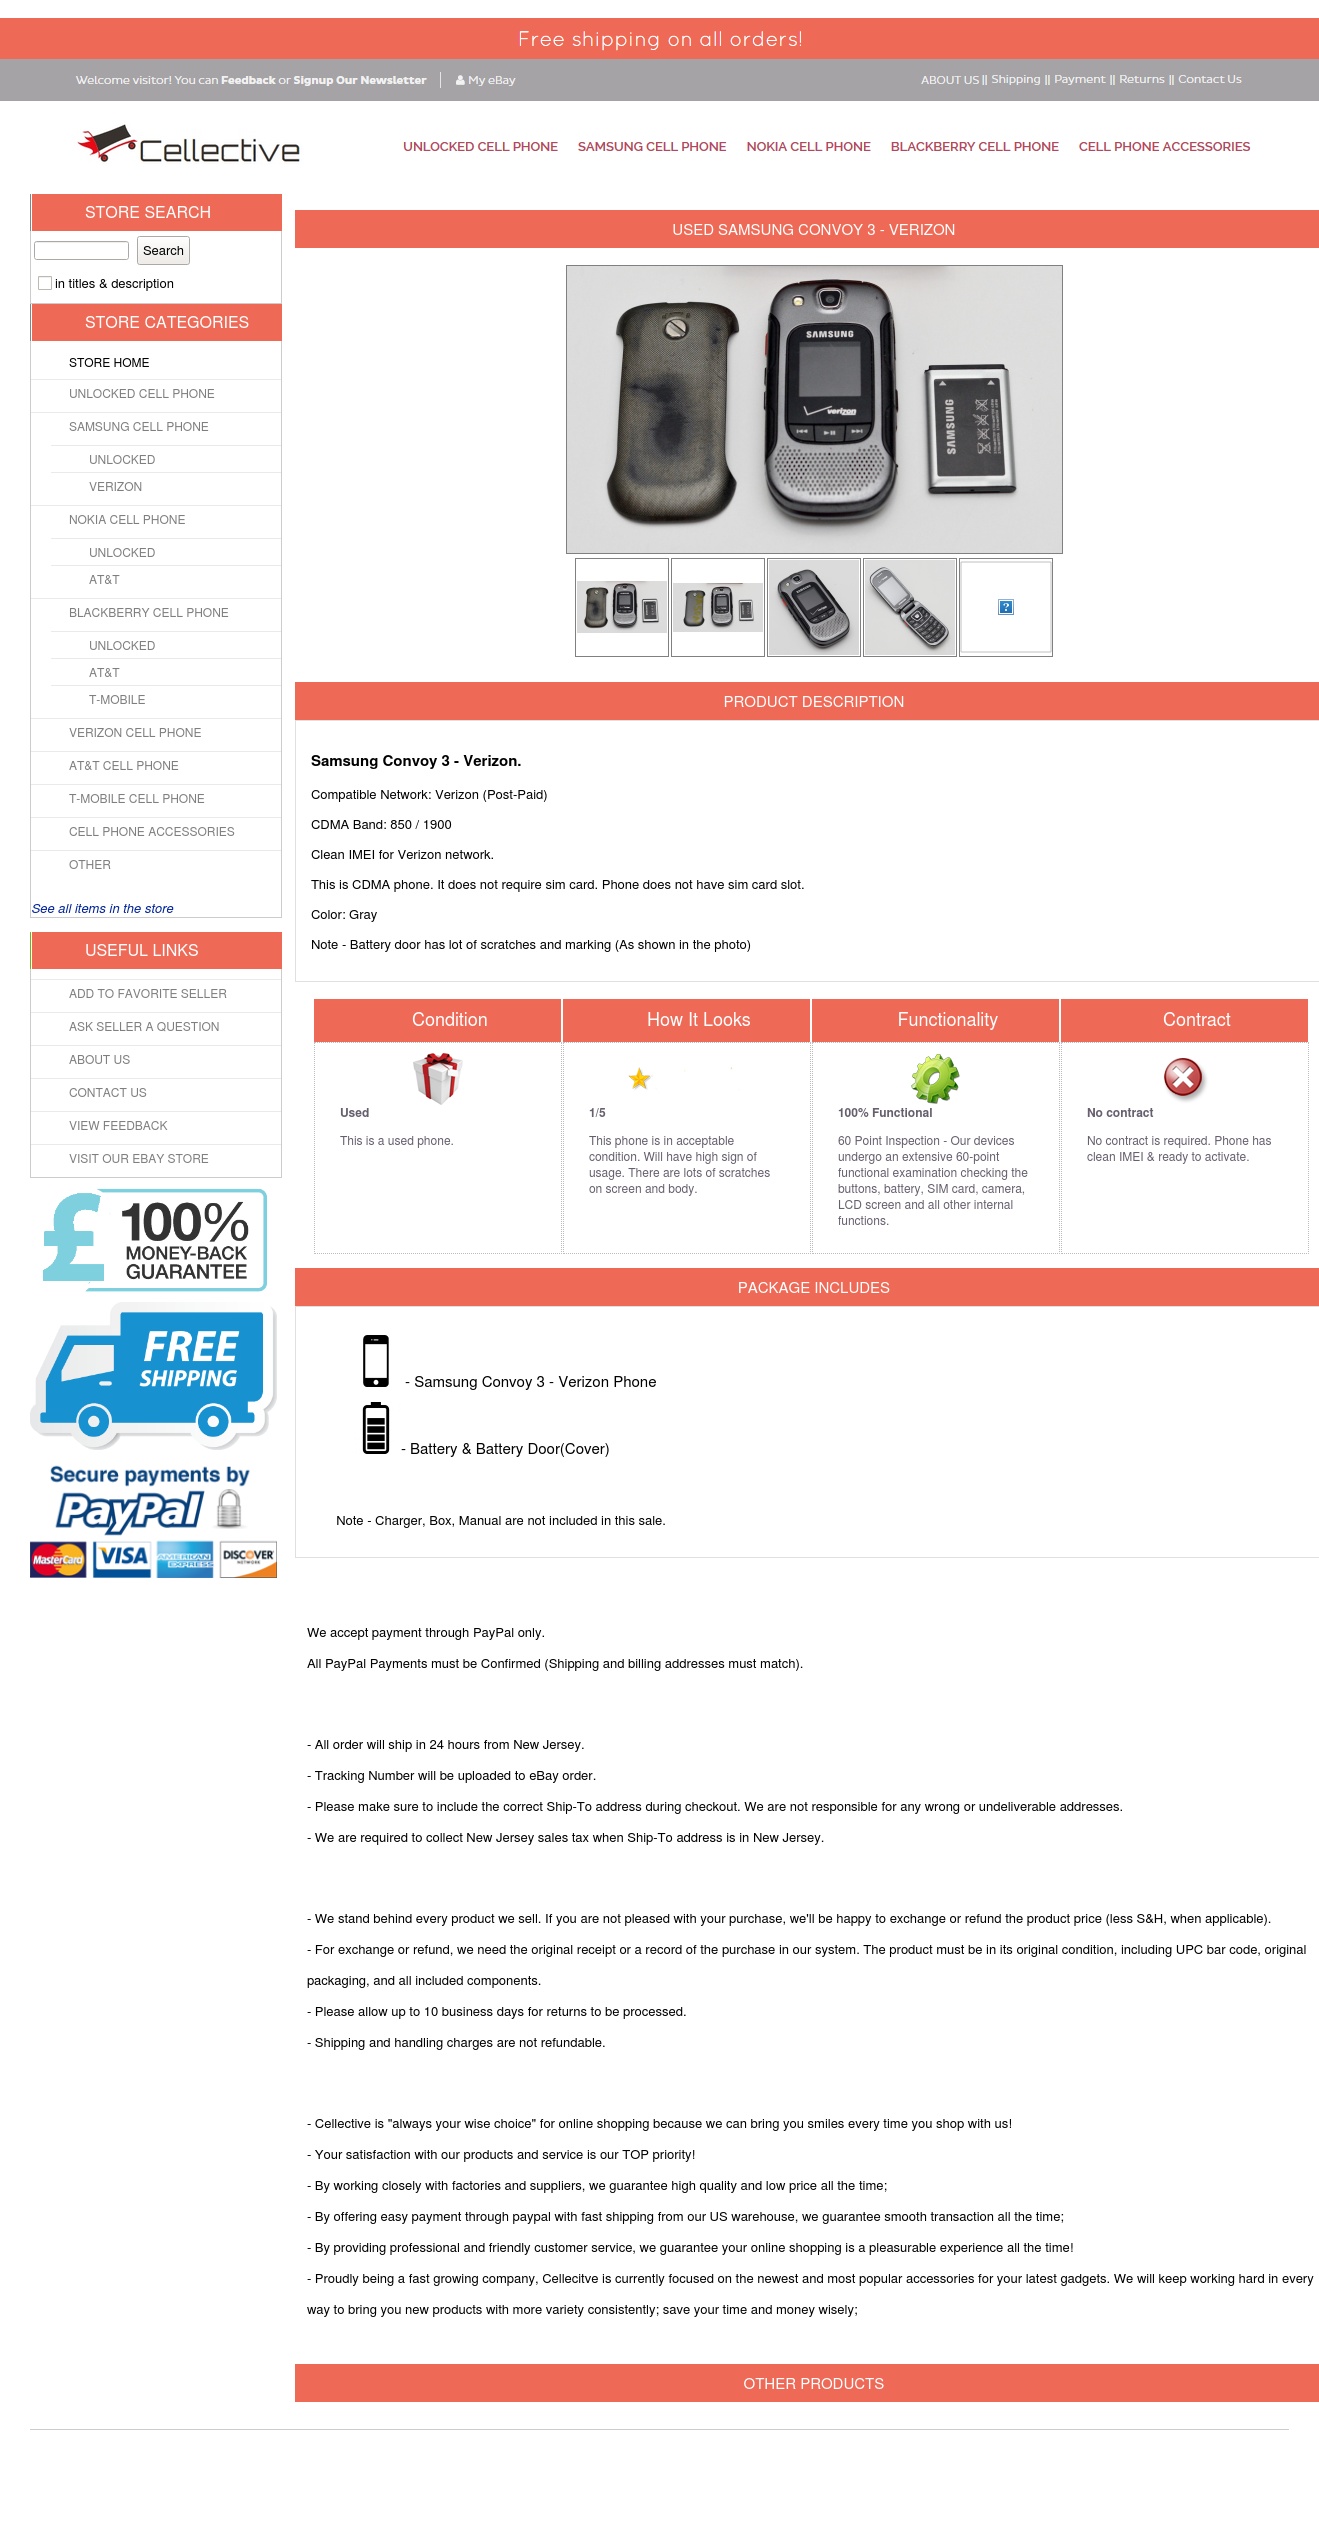 Free shipping on all orders!
Welcome visitor! You can Feedback or Signup Our Newsletter | My eBay
ABOUT US || Shipping || Payment || Returns || Contact Us
Cellective
UNLOCKED CELL PHONE SAMSUNG CELL PHONE NOKIA CELL PHONE BLACKBERRY CELL PHONE CELL PHONE ACCESSORIES
STORE SEARCH
Search
in titles & description
STORE CATEGORIES
STORE HOME
UNLOCKED CELL PHONE
SAMSUNG CELL PHONE
UNLOCKED
VERIZON
NOKIA CELL PHONE
UNLOCKED
AT&T
BLACKBERRY CELL PHONE
UNLOCKED
AT&T
T-MOBILE
VERIZON CELL PHONE
AT&T CELL PHONE
T-MOBILE CELL PHONE
CELL PHONE ACCESSORIES
OTHER
See all items in the store
USEFUL LINKS
ADD TO FAVORITE SELLER
ASK SELLER A QUESTION
ABOUT US
CONTACT US
VIEW FEEDBACK
VISIT OUR EBAY STORE
£ 100%
MONEY-BACK
GUARANTEE
FREE
SHIPPING
Secure payments by
PayPal
MasterCard VISA AMERICAN EXPRESS DISCOVER NETWORK
USED SAMSUNG CONVOY 3 - VERIZON
SAMSUNG
verizon
SAMSUNG
PRODUCT DESCRIPTION
Samsung Convoy 3 - Verizon.
Compatible Network: Verizon (Post-Paid)
CDMA Band: 850 / 1900
Clean IMEI for Verizon network.
This is CDMA phone. It does not require sim card. Phone does not have sim card slot.
Color: Gray
Note - Battery door has lot of scratches and marking (As shown in the photo)
Condition
Used
This is a used phone.
How It Looks
1/5
This phone is in acceptable
condition. Will have high sign of
usage. There are lots of scratches
on screen and body.
Functionality
100% Functional
60 Point Inspection - Our devices
undergo an extensive 60-point
functional examination checking the
buttons, battery, SIM card, camera,
LCD screen and all other internal
functions.
Contract
No contract
No contract is required. Phone has
clean IMEI & ready to activate.
PACKAGE INCLUDES
- Samsung Convoy 3 - Verizon Phone
- Battery & Battery Door(Cover)
Note - Charger, Box, Manual are not included in this sale.
We accept payment through PayPal only.
All PayPal Payments must be Confirmed (Shipping and billing addresses must match).
- All order will ship in 24 hours from New Jersey.
- Tracking Number will be uploaded to eBay order.
- Please make sure to include the correct Ship-To address during checkout. We are not responsible for any wrong or undeliverable addresses.
- We are required to collect New Jersey sales tax when Ship-To address is in New Jersey.
- We stand behind every product we sell. If you are not pleased with your purchase, we'll be happy to exchange or refund the product price (less S&H, when applicable).
- For exchange or refund, we need the original receipt or a record of the purchase in our system. The product must be in its original condition, including UPC bar code, original
packaging, and all included components.
- Please allow up to 10 business days for returns to be processed.
- Shipping and handling charges are not refundable.
- Cellective is "always your wise choice" for online shopping because we can bring you smiles every time you shop with us!
- Your satisfaction with our products and service is our TOP priority!
- By working closely with factories and suppliers, we guarantee high quality and low price all the time;
- By offering easy payment through paypal with fast shipping from our US warehouse, we guarantee smooth transaction all the time;
- By providing professional and friendly customer service, we guarantee your online shopping is a pleasurable experience all the time!
- Proudly being a fast growing company, Cellecitve is currently focused on the newest and most popular accessories for your latest gadgets. We will keep working hard in every
way to bring you new products with more variety consistently; save your time and money wisely;
OTHER PRODUCTS